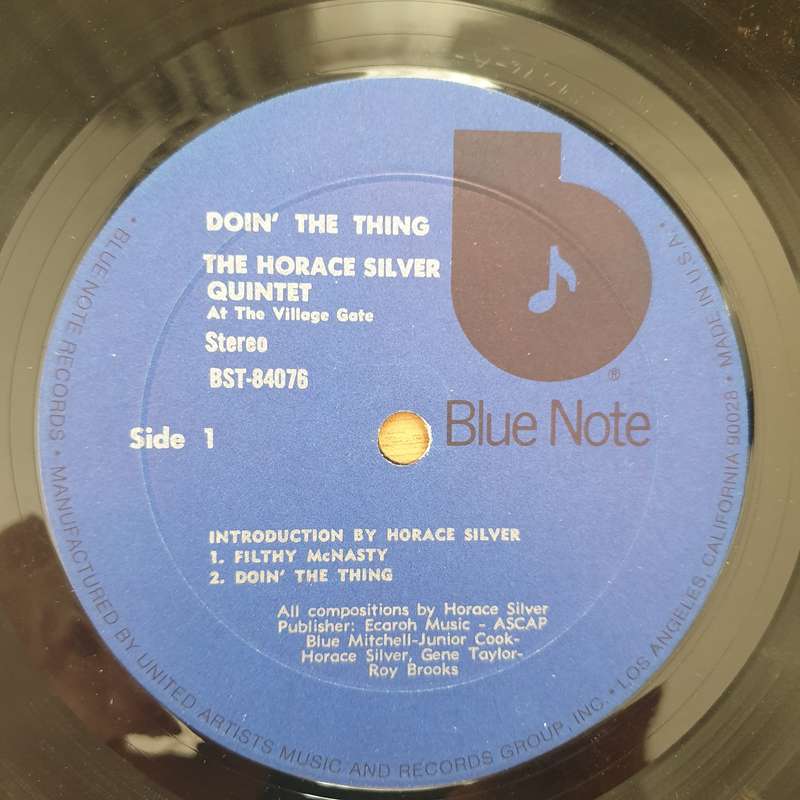 DOIN' THE THING
THE HORACE SILVER
QUINTET
At The Village Gate
Stereo
BST-84076
®
Blue Note
Side 1
INTRODUCTION BY HORACE SILVER
1. FILTHY McNASTY
2. DOIN' THE THING
All compositions by Horace Silver
Publisher: Ecaroh Music - ASCAP
Blue Mitchell-Junior Cook-
Horace Silver, Gene Taylor-
Roy Brooks
• BLUE NOTE RECORDS • MANUFACTURED BY UNITED ARTISTS MUSIC AND RECORDS GROUP, INC. • LOS ANGELES, CALIFORNIA 90028 • MADE IN U.S.A. •